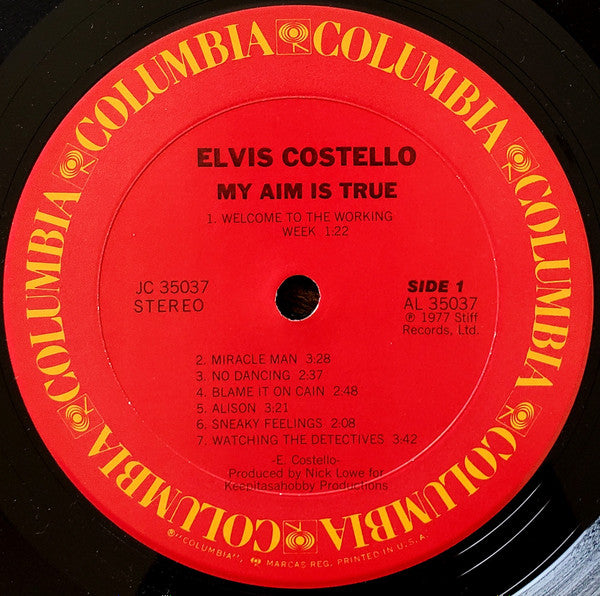 COLUMBIA COLUMBIA COLUMBIA COLUMBIA COLUMBIA COLUMBIA
ELVIS COSTELLO
MY AIM IS TRUE
1. WELCOME TO THE WORKING
WEEK 1:22
JC 35037
STEREO
SIDE 1
AL 35037
℗ 1977 Stiff
Records, Ltd.
2. MIRACLE MAN 3:28
3. NO DANCING 2:37
4. BLAME IT ON CAIN 2:48
5. ALISON 3:21
6. SNEAKY FEELINGS 2:08
7. WATCHING THE DETECTIVES 3:42
-E. Costello-
Produced by Nick Lowe for
Keepitasahobby Productions
®"COLUMBIA", MARCAS REG. PRINTED IN U.S.A.